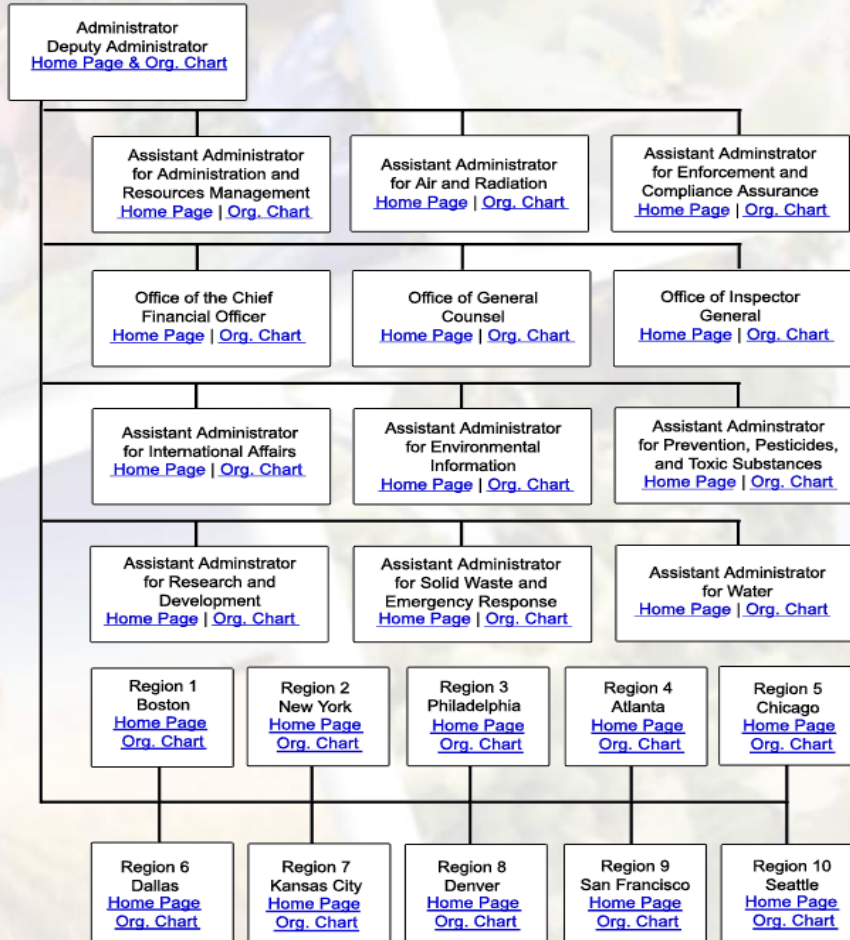 Administrator
Deputy Administrator
Home Page & Org. Chart
Assistant Administrator
for Administration and
Resources Management
Home Page | Org. Chart
Assistant Administrator
for Air and Radiation
Home Page | Org. Chart
Assistant Adminstrator
for Enforcement and
Compliance Assurance
Home Page | Org. Chart
Office of the Chief
Financial Officer
Home Page | Org. Chart
Office of General
Counsel
Home Page | Org. Chart
Office of Inspector
General
Home Page | Org. Chart
Assistant Administrator
for International Affairs
Home Page | Org. Chart
Assistant Administrator
for Environmental
Information
Home Page | Org. Chart
Assistant Adminstrator
for Prevention, Pesticides,
and Toxic Substances
Home Page | Org. Chart
Assistant Adminstrator
for Research and
Development
Home Page | Org. Chart
Assistant Administrator
for Solid Waste and
Emergency Response
Home Page | Org. Chart
Assistant Administrator
for Water
Home Page | Org. Chart
Region 1
Boston
Home Page
Org. Chart
Region 2
New York
Home Page
Org. Chart
Region 3
Philadelphia
Home Page
Org. Chart
Region 4
Atlanta
Home Page
Org. Chart
Region 5
Chicago
Home Page
Org. Chart
Region 6
Dallas
Home Page
Org. Chart
Region 7
Kansas City
Home Page
Org. Chart
Region 8
Denver
Home Page
Org. Chart
Region 9
San Francisco
Home Page
Org. Chart
Region 10
Seattle
Home Page
Org. Chart